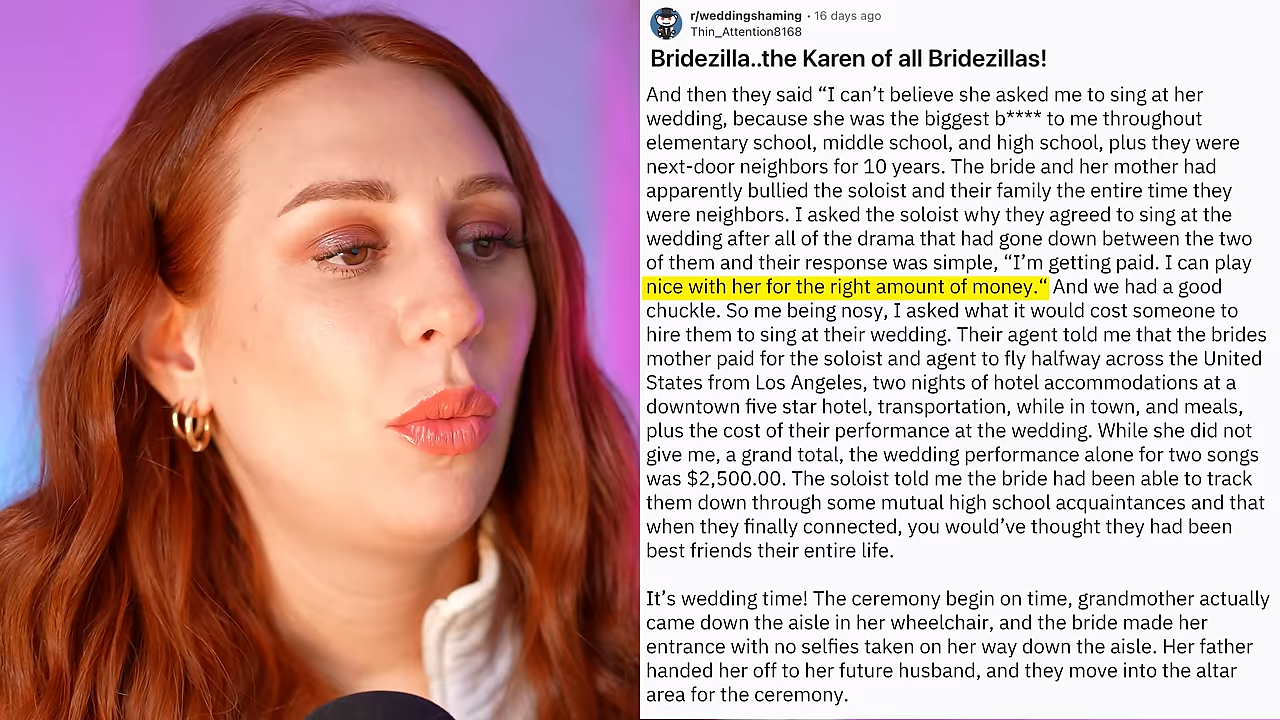 r/weddingshaming · 16 days ago
Thin_Attention8168
Bridezilla..the Karen of all Bridezillas!
And then they said “I can’t believe she asked me to sing at her
wedding, because she was the biggest b**** to me throughout
elementary school, middle school, and high school, plus they were
next-door neighbors for 10 years. The bride and her mother had
apparently bullied the soloist and their family the entire time they
were neighbors. I asked the soloist why they agreed to sing at the
wedding after all of the drama that had gone down between the two
of them and their response was simple, “I’m getting paid. I can play
nice with her for the right amount of money.“ And we had a good
chuckle. So me being nosy, I asked what it would cost someone to
hire them to sing at their wedding. Their agent told me that the brides
mother paid for the soloist and agent to fly halfway across the United
States from Los Angeles, two nights of hotel accommodations at a
downtown five star hotel, transportation, while in town, and meals,
plus the cost of their performance at the wedding. While she did not
give me, a grand total, the wedding performance alone for two songs
was $2,500.00. The soloist told me the bride had been able to track
them down through some mutual high school acquaintances and that
when they finally connected, you would’ve thought they had been
best friends their entire life.
It’s wedding time! The ceremony begin on time, grandmother actually
came down the aisle in her wheelchair, and the bride made her
entrance with no selfies taken on her way down the aisle. Her father
handed her off to her future husband, and they move into the altar
area for the ceremony.